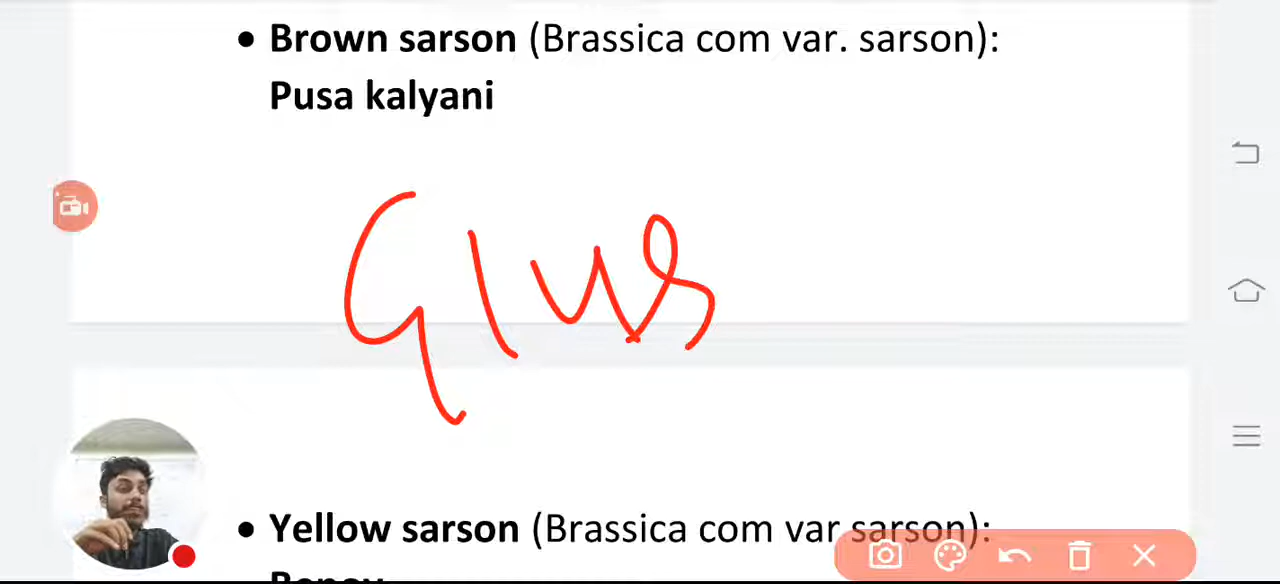 • Brown sarson (Brassica com var. sarson):
Pusa kalyani
Glus
• Yellow sarson (Brassica com var sarson):